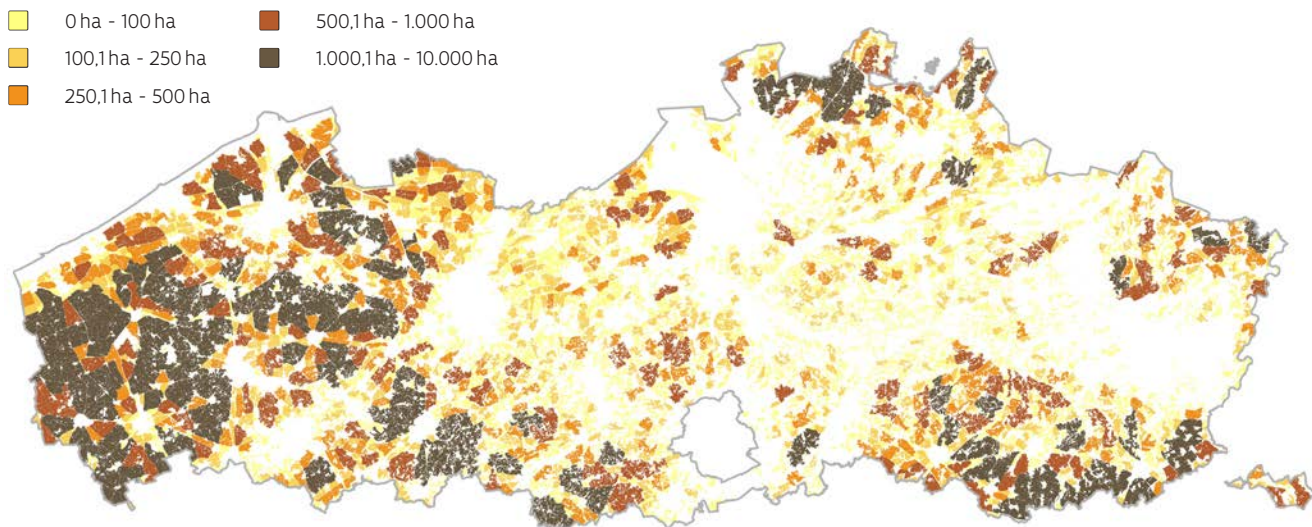 0 ha - 100 ha
100,1 ha - 250 ha
250,1 ha - 500 ha
500,1 ha - 1.000 ha
1.000,1 ha - 10.000 ha